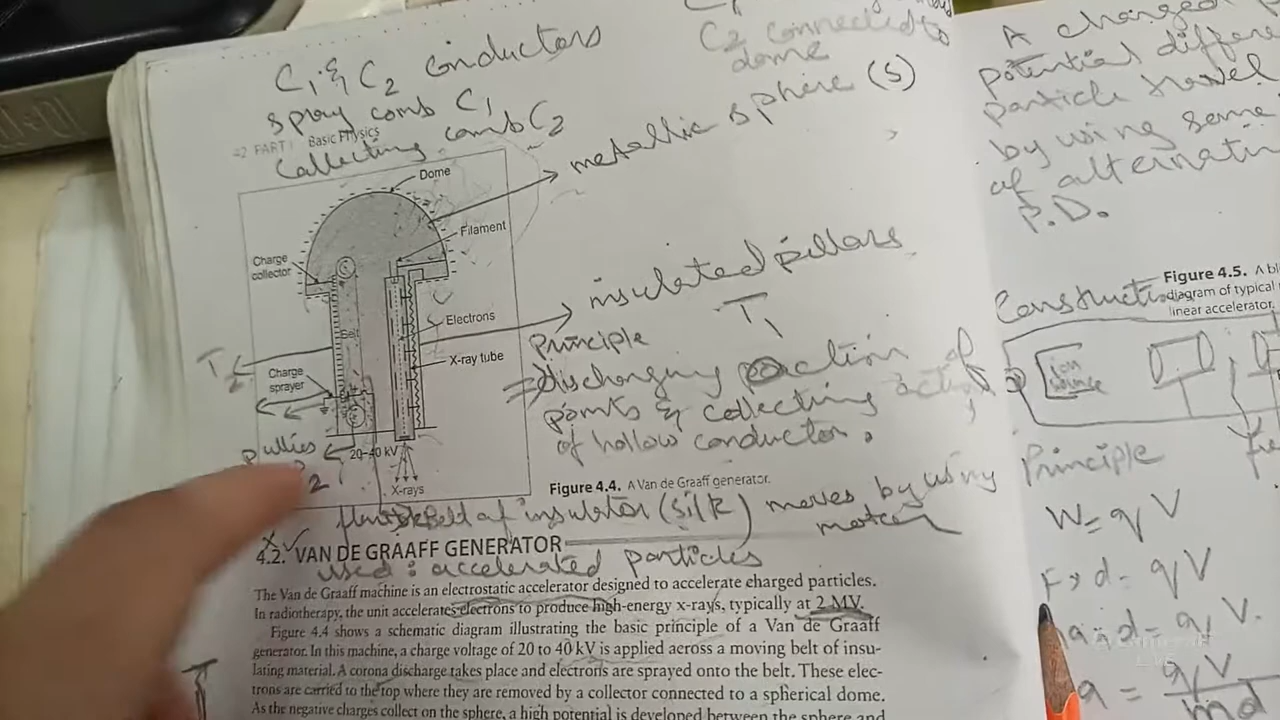 C2 connected to
dome
C1 & C2 conductors
spray comb C1
42 PART I Basic Physics
Collecting comb C2
metallic sphere (S)
Dome
Filament
Charge
collector
insulated pillars
T1
Belt
Electrons
X-ray tube
T2
Charge
sprayer
Principle
=> discharging action of
points & collecting action
of hollow conductor.
pullies
20–40 kV
X-rays
Figure 4.4. A Van de Graaff generator.
belt of insulator (silk) moves by using
motor
4.2. VAN DE GRAAFF GENERATOR
used : accelerated particles
The Van de Graaff machine is an electrostatic accelerator designed to accelerate charged particles.
In radiotherapy, the unit accelerates electrons to produce high-energy x-rays, typically at 2 MV.
Figure 4.4 shows a schematic diagram illustrating the basic principle of a Van de Graaff
generator. In this machine, a charge voltage of 20 to 40 kV is applied across a moving belt of insu-
lating material. A corona discharge takes place and electrons are sprayed onto the belt. These elec-
trons are carried to the top where they are removed by a collector connected to a spherical dome.
As the negative charges collect on the sphere, a high potential is developed between the sphere and
A charged
potential differe
particle travel
by using same
of alternatin
P.D.
Figure 4.5. A bl
diagram of typical
linear accelerator.
Constructi
ion
source
Principle
W = qV
F × d = qV
a · d = q V.
a = qV
md